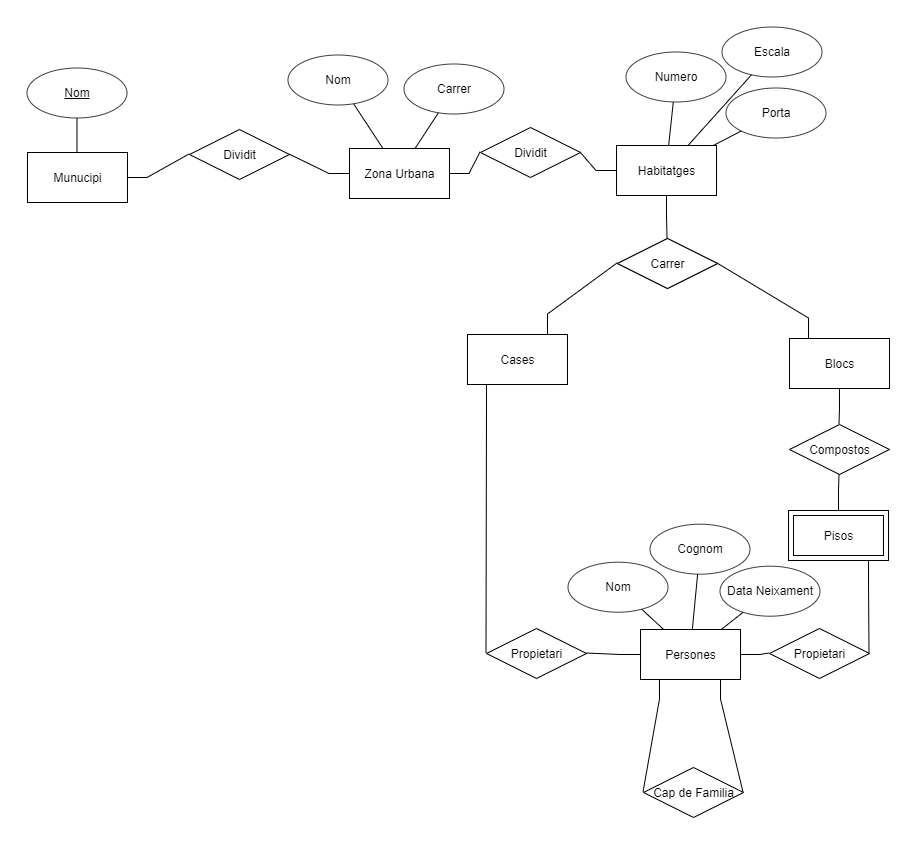 Escala
Numero
Nom
Carrer
Nom
Porta
Dividit
Dividit
Munucipi
Zona Urbana
Habitatges
Carrer
Cases
Blocs
Compostos
Pisos
Cognom
Nom
Data Neixament
Propietari
Persones
Propietari
Cap de Familia